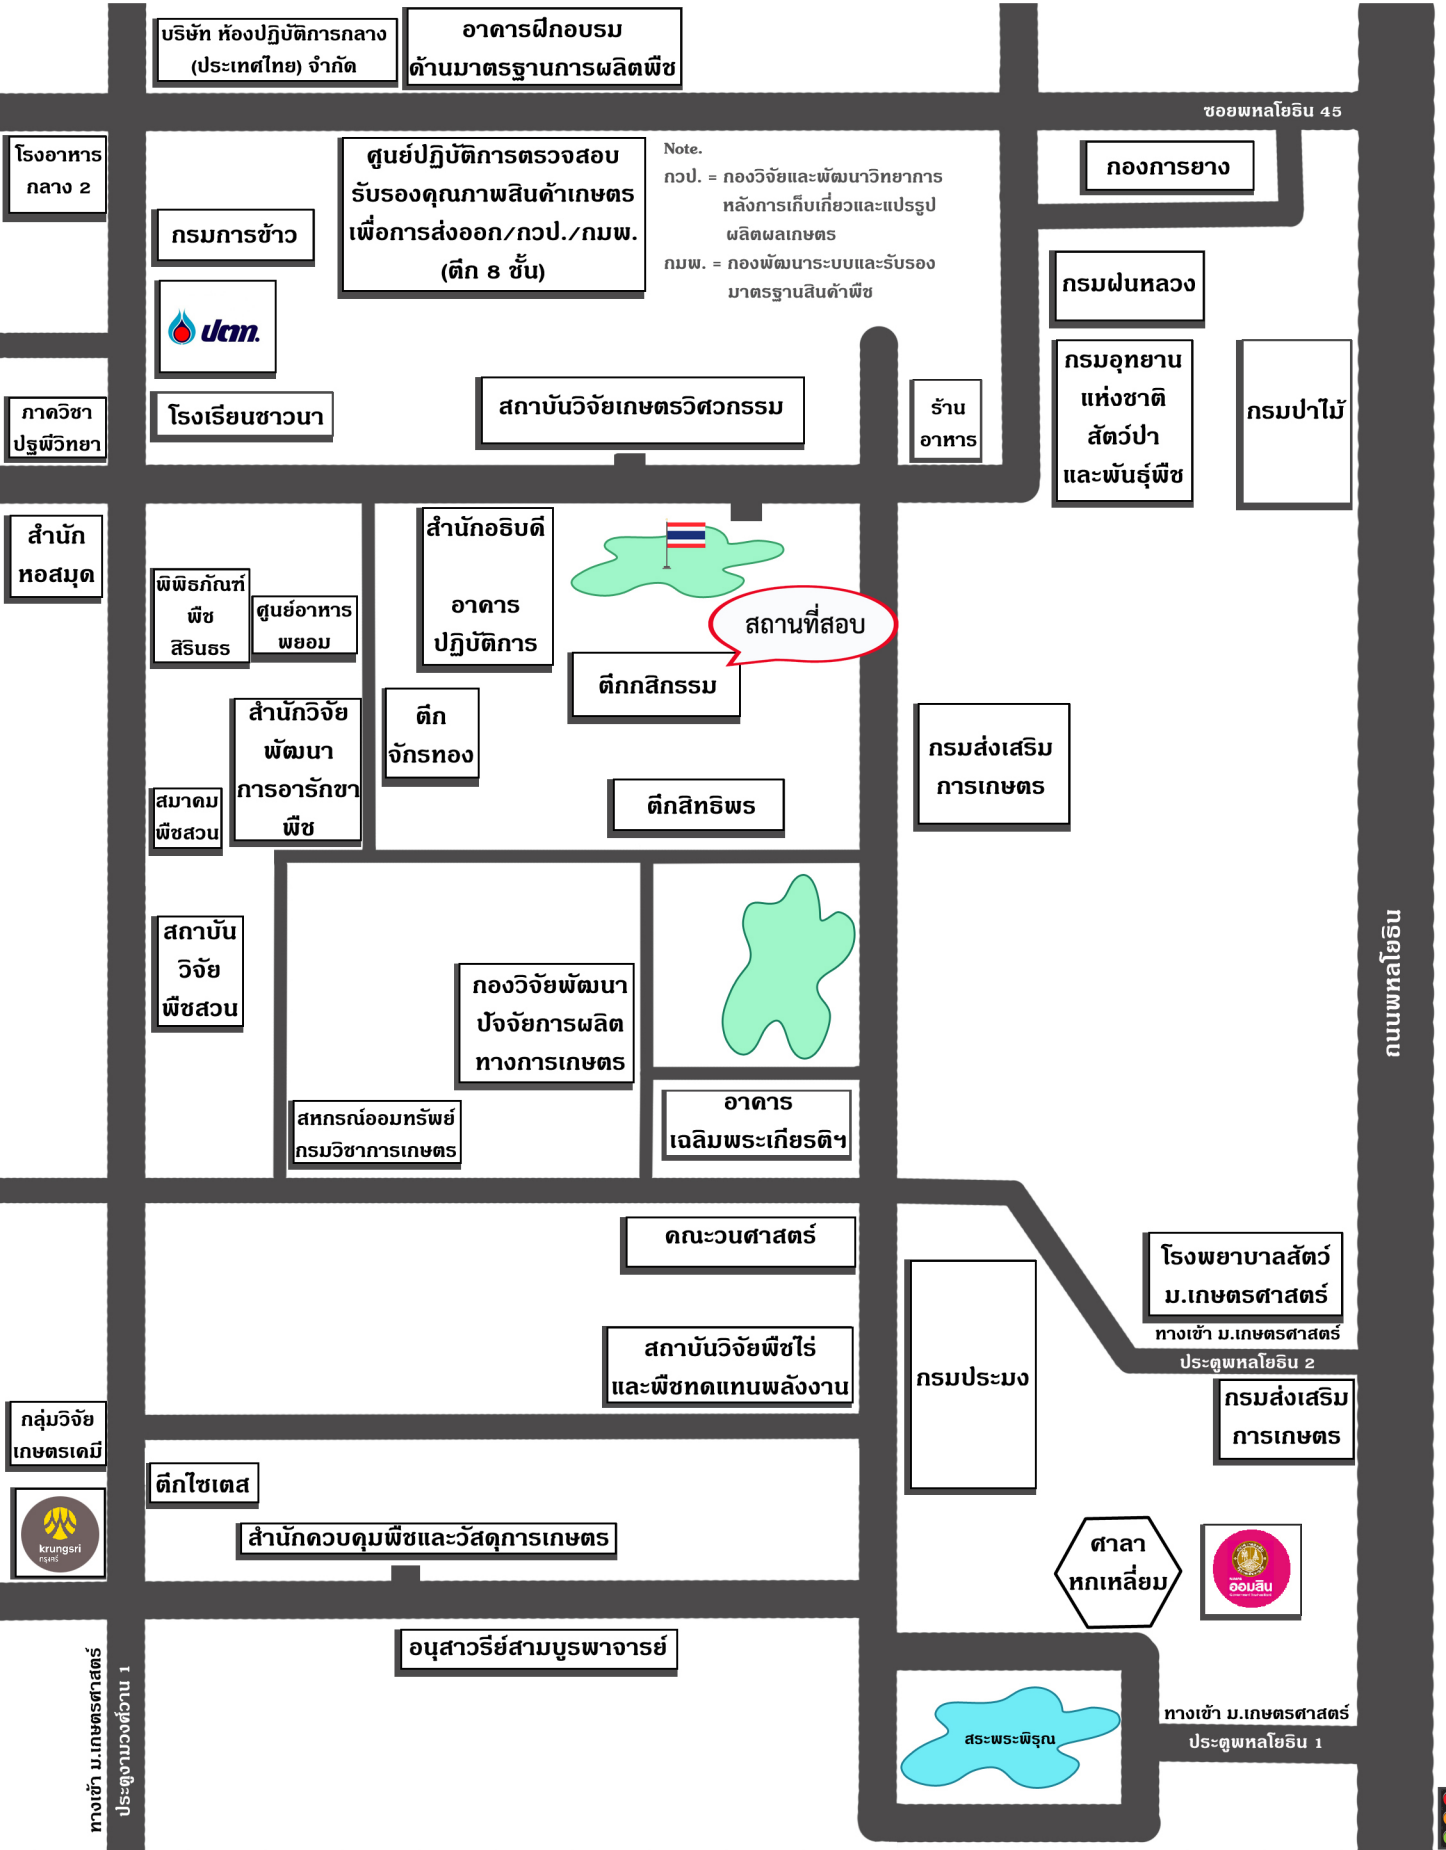 บริษัท ห้องปฏิบัติการกลาง
(ประเทศไทย) จำกัด
อาคารฝึกอบรม
ด้านมาตรฐานการผลิตพืช
ซอยพหลโยธิน 45
โรงอาหาร
กลาง 2
ศูนย์ปฏิบัติการตรวจสอบ
รับรองคุณภาพสินค้าเกษตร
เพื่อการส่งออก/กวป./กมพ.
(ตึก 8 ชั้น)
Note.
กวป. = กองวิจัยและพัฒนาวิทยาการ
หลังการเก็บเกี่ยวและแปรรูป
ผลิตผลเกษตร
กมพ. = กองพัฒนาระบบและรับรอง
มาตรฐานสินค้าพืช
กองการยาง
กรมการข้าว
กรมฝนหลวง
ปตท.
กรมอุทยาน
แห่งชาติ
สัตว์ป่า
และพันธุ์พืช
กรมป่าไม้
ภาควิชา
ปฐพีวิทยา
โรงเรียนชาวนา
สถาบันวิจัยเกษตรวิศวกรรม
ร้าน
อาหาร
สำนัก
หอสมุด
สำนักอธิบดี
อาคาร
ปฏิบัติการ
พิพิธภัณฑ์
พืช
สิรินธร
ศูนย์อาหาร
พยอม
สถานที่สอบ
ตึกกสิกรรม
สำนักวิจัย
พัฒนา
การอารักขา
พืช
ตึก
จักรทอง
กรมส่งเสริม
การเกษตร
สมาคม
พืชสวน
ตึกสิทธิพร
สถาบัน
วิจัย
พืชสวน
ถนนพหลโยธิน
กองวิจัยพัฒนา
ปัจจัยการผลิต
ทางการเกษตร
สหกรณ์ออมทรัพย์
กรมวิชาการเกษตร
อาคาร
เฉลิมพระเกียรติฯ
คณะวนศาสตร์
โรงพยาบาลสัตว์
ม.เกษตรศาสตร์
ทางเข้า ม.เกษตรศาสตร์
ประตูพหลโยธิน 2
สถาบันวิจัยพืชไร่
และพืชทดแทนพลังงาน
กรมประมง
กรมส่งเสริม
การเกษตร
กลุ่มวิจัย
เกษตรเคมี
ตึกไซเตส
krungsri
กรุงศรี
สำนักควบคุมพืชและวัสดุการเกษตร
ศาลา
หกเหลี่ยม
ออมสิน
อนุสาวรีย์สามบูรพาจารย์
ทางเข้า ม.เกษตรศาสตร์
ประตูงามวงศ์วาน 1
สระพระพิรุณ
ทางเข้า ม.เกษตรศาสตร์
ประตูพหลโยธิน 1